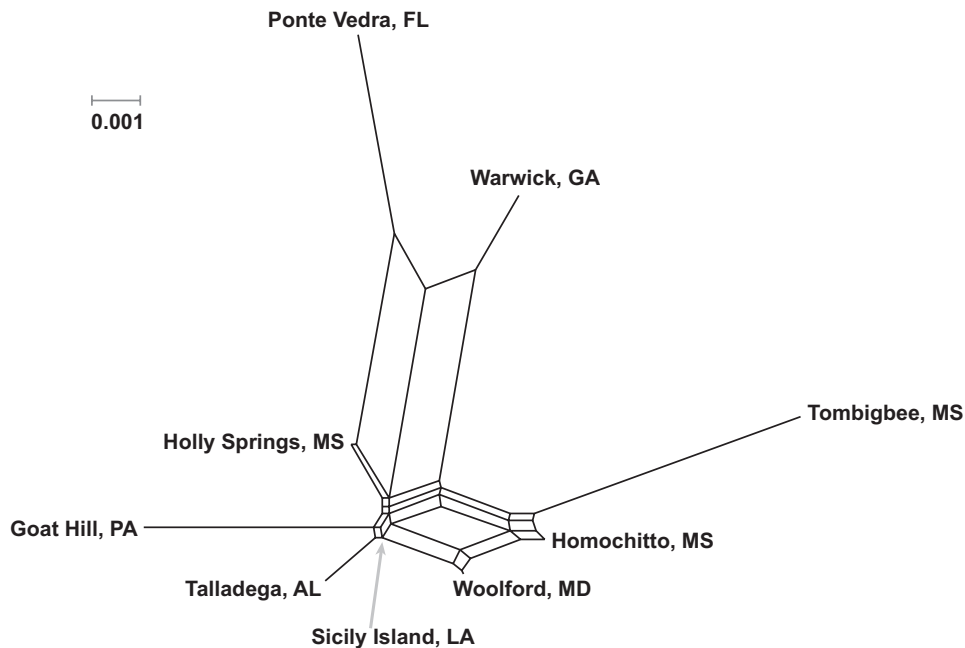 Ponte Vedra, FL
0.001
Warwick, GA
Tombigbee, MS
Holly Springs, MS
Goat Hill, PA
Homochitto, MS
Talladega, AL
Woolford, MD
Sicily Island, LA